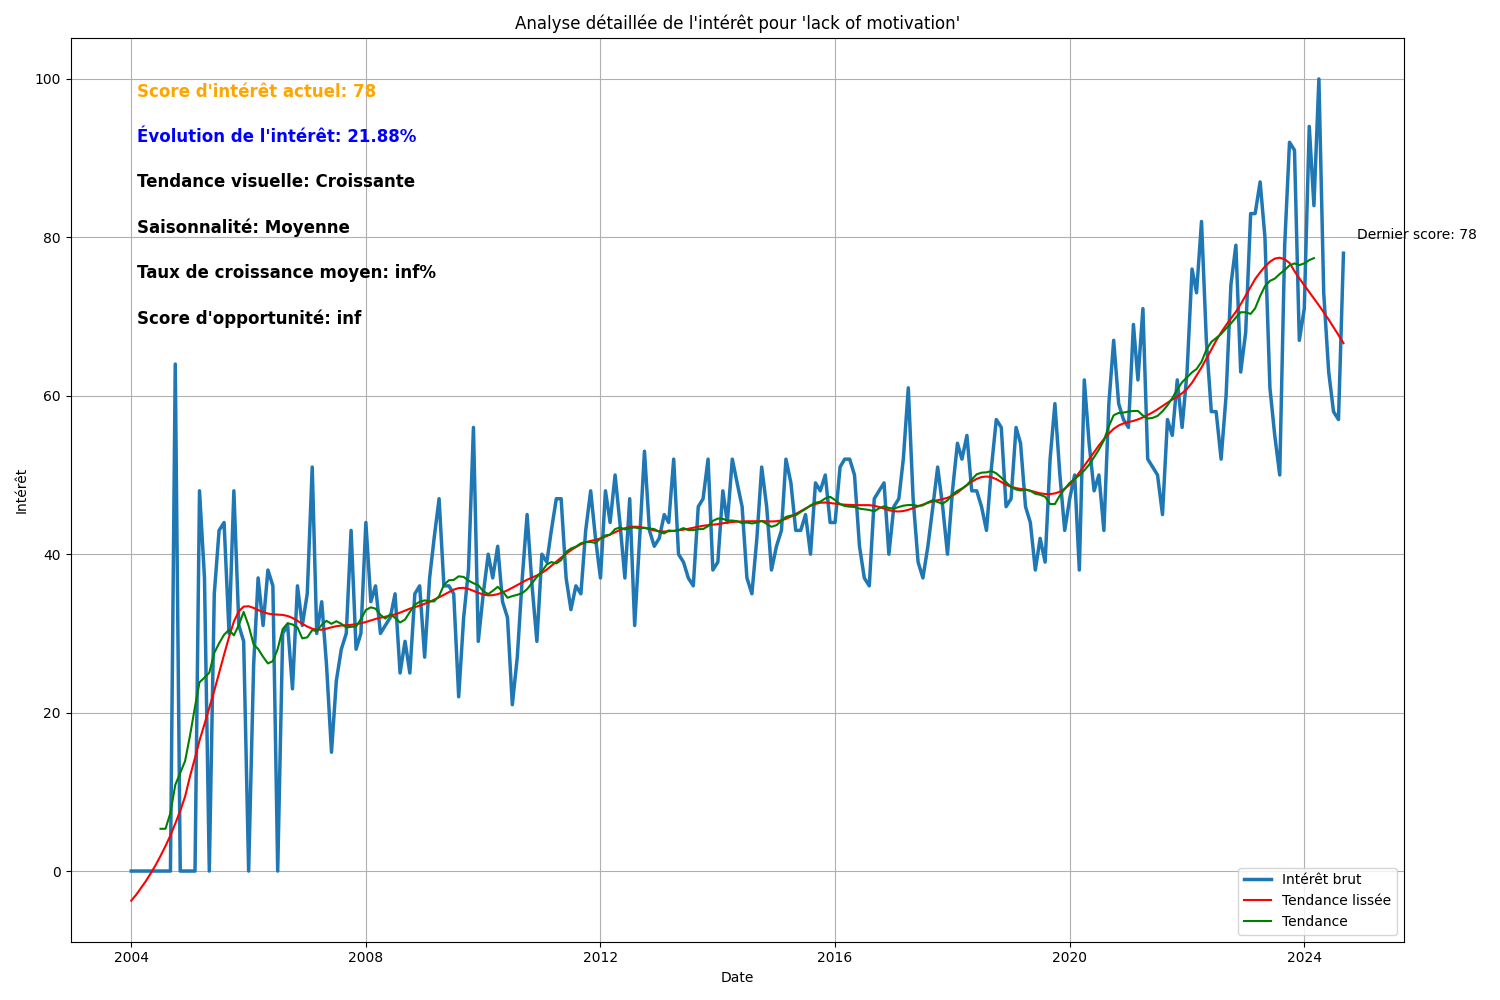 Analyse détaillée de l'intérêt pour 'lack of motivation'
100
80
60
40
20
0
Intérêt
Score d'intérêt actuel: 78
Évolution de l'intérêt: 21.88%
Tendance visuelle: Croissante
Saisonnalité: Moyenne
Taux de croissance moyen: inf%
Score d'opportunité: inf
Dernier score: 78
Intérêt brut
Tendance lissée
Tendance
2004 2008 2012 2016 2020 2024
Date